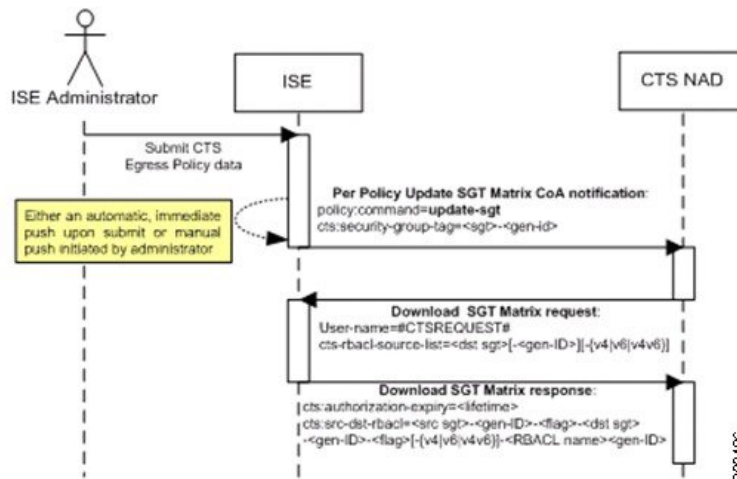 ISE Administrator
ISE
CTS NAD
Submit CTS
Egress Policy data
Either an automatic, immediate
push upon submit or manual
push initiated by administrator
Per Policy Update SGT Matrix CoA notification:
policy:command=update-sgt
cts:security-group-tag=<sgt>-<gen-id>
Download SGT Matrix request:
User-name=#CTSREQUEST#
cts-rbacl-source-list=<dst sgt>[-<gen-ID>][-{v4|v6|v4v6}]
Download SGT Matrix response:
cts:authorization-expiry=<lifetime>
cts:src-dst-rbacl=<src sgt>-<gen-ID>-<flag>-<dst sgt>
-<gen-ID>-<flag>[-{v4|v6|v4v6}]-<RBACL name><gen-ID>